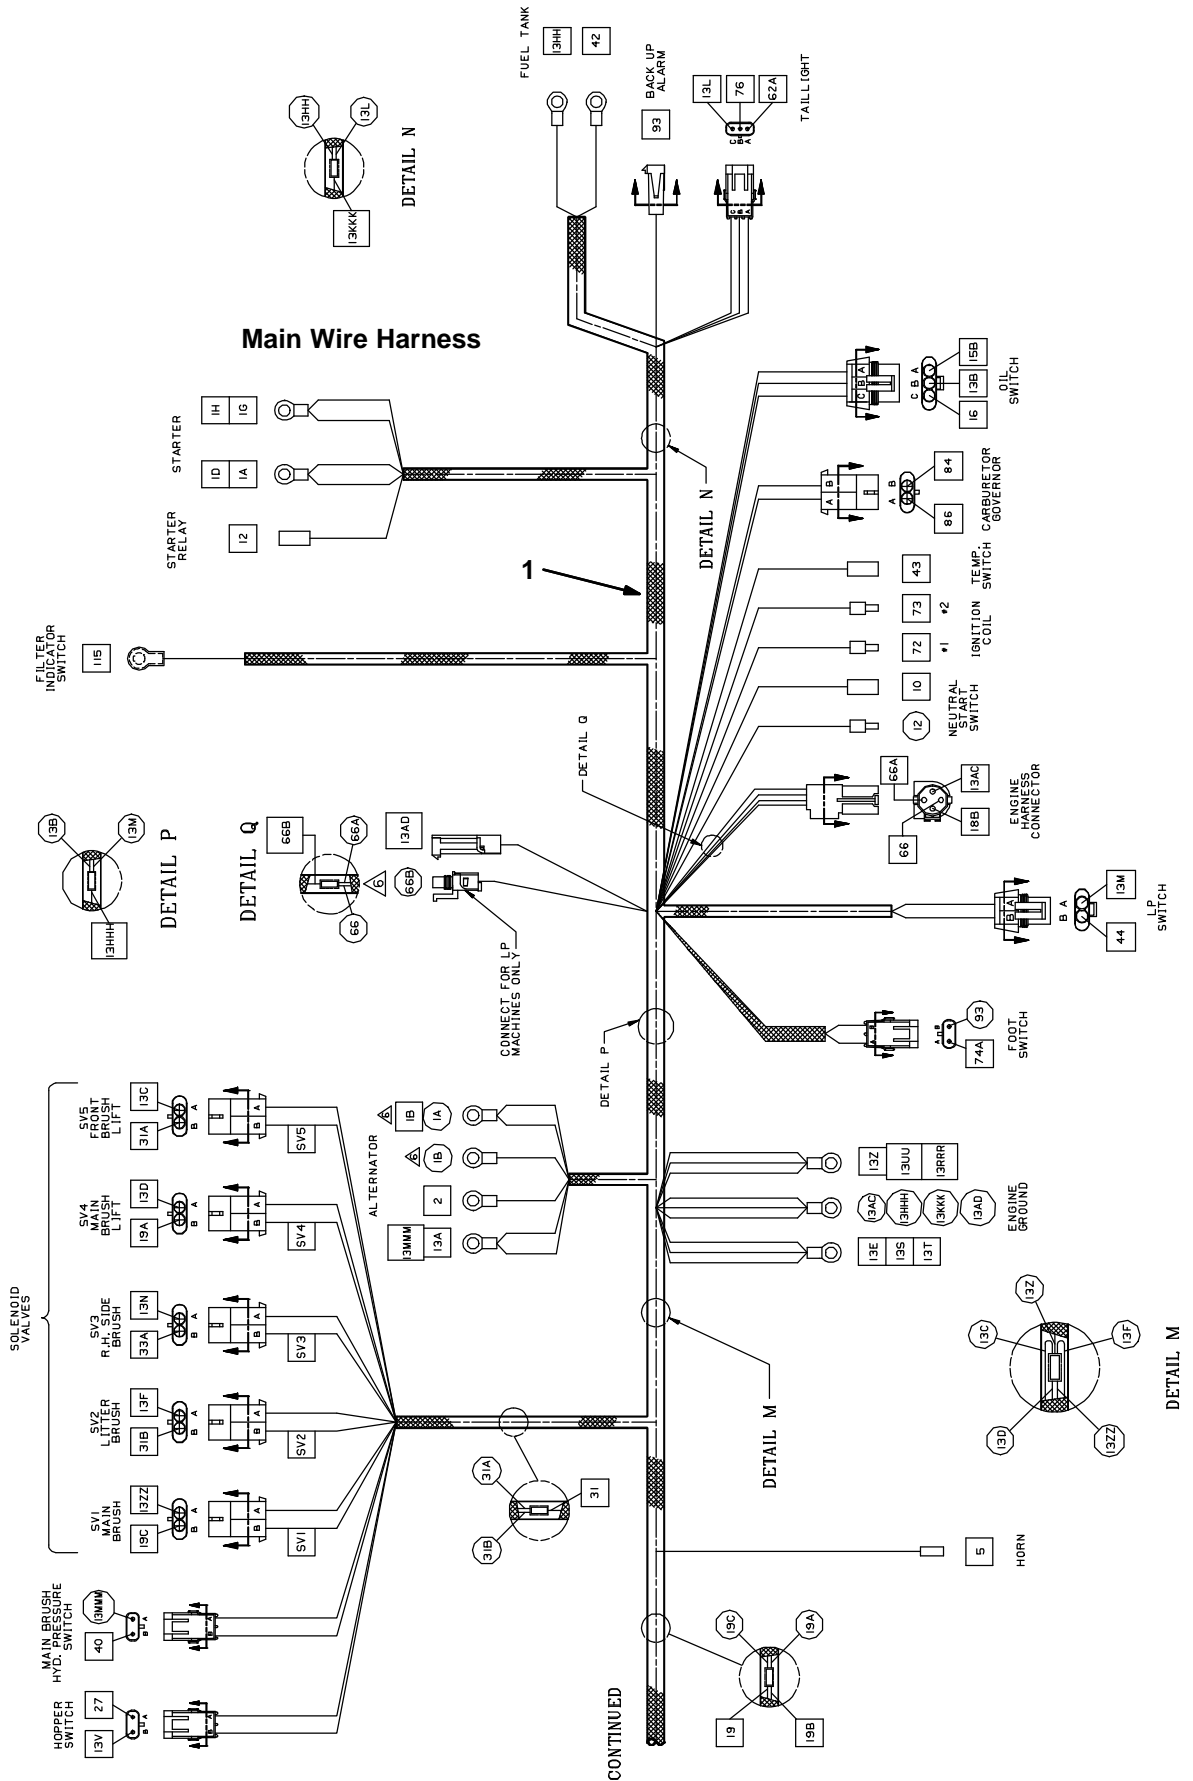 Main Wire Harness
1
FUEL TANK
13HH
42
BACK UP
ALARM
93
13L
76
62A
C
B
A
TAILLIGHT
C
B
A
13HH
13L
13KKK
DETAIL N
STARTER
1H
1G
1D
1A
STARTER
RELAY
12
FILTER
INDICATOR
SWITCH
115
DETAIL N
C
B
A
C
B
A
15B
13B
16
OIL
SWITCH
A
B
A
B
84
86
CARBURETOR
GOVERNOR
43
TEMP.
SWITCH
73
#2
72
#1
IGNITION
COIL
10
12
NEUTRAL
START
SWITCH
DETAIL Q
66A
13AC
66
18B
ENGINE
HARNESS
CONNECTOR
13B
13M
13HHH
DETAIL P
DETAIL Q
66B
66A
66
6
66B
13AD
CONNECT FOR LP
MACHINES ONLY
B
A
B
A
13M
44
LP
SWITCH
DETAIL P
A
B
A
B
93
74A
FOOT
SWITCH
SOLENOID
VALVES
SV5
FRONT
BRUSH
LIFT
13C
31A
A
B
A
B
SV5
SV4
MAIN
BRUSH
LIFT
13D
19A
A
B
A
B
SV4
SV3
R.H. SIDE
BRUSH
13N
33A
A
B
A
B
SV3
SV2
LITTER
BRUSH
13F
31B
A
B
A
B
SV2
SV1
MAIN
BRUSH
13ZZ
19C
A
B
A
B
SV1
ALTERNATOR
6
1B
1A
6
1B
2
13MMM
13A
13Z
13UU
13RRR
13AC
13HHH
13KKK
13AD
ENGINE
GROUND
13E
13S
13T
DETAIL M
13Z
13C
13F
13D
13ZZ
DETAIL M
31A
31B
31
5
HORN
MAIN BRUSH
HYD. PRESSURE
SWITCH
13MMM
40
A
B
A
B
HOPPER
SWITCH
27
13V
A
B
A
B
19C
19A
19
19B
CONTINUED